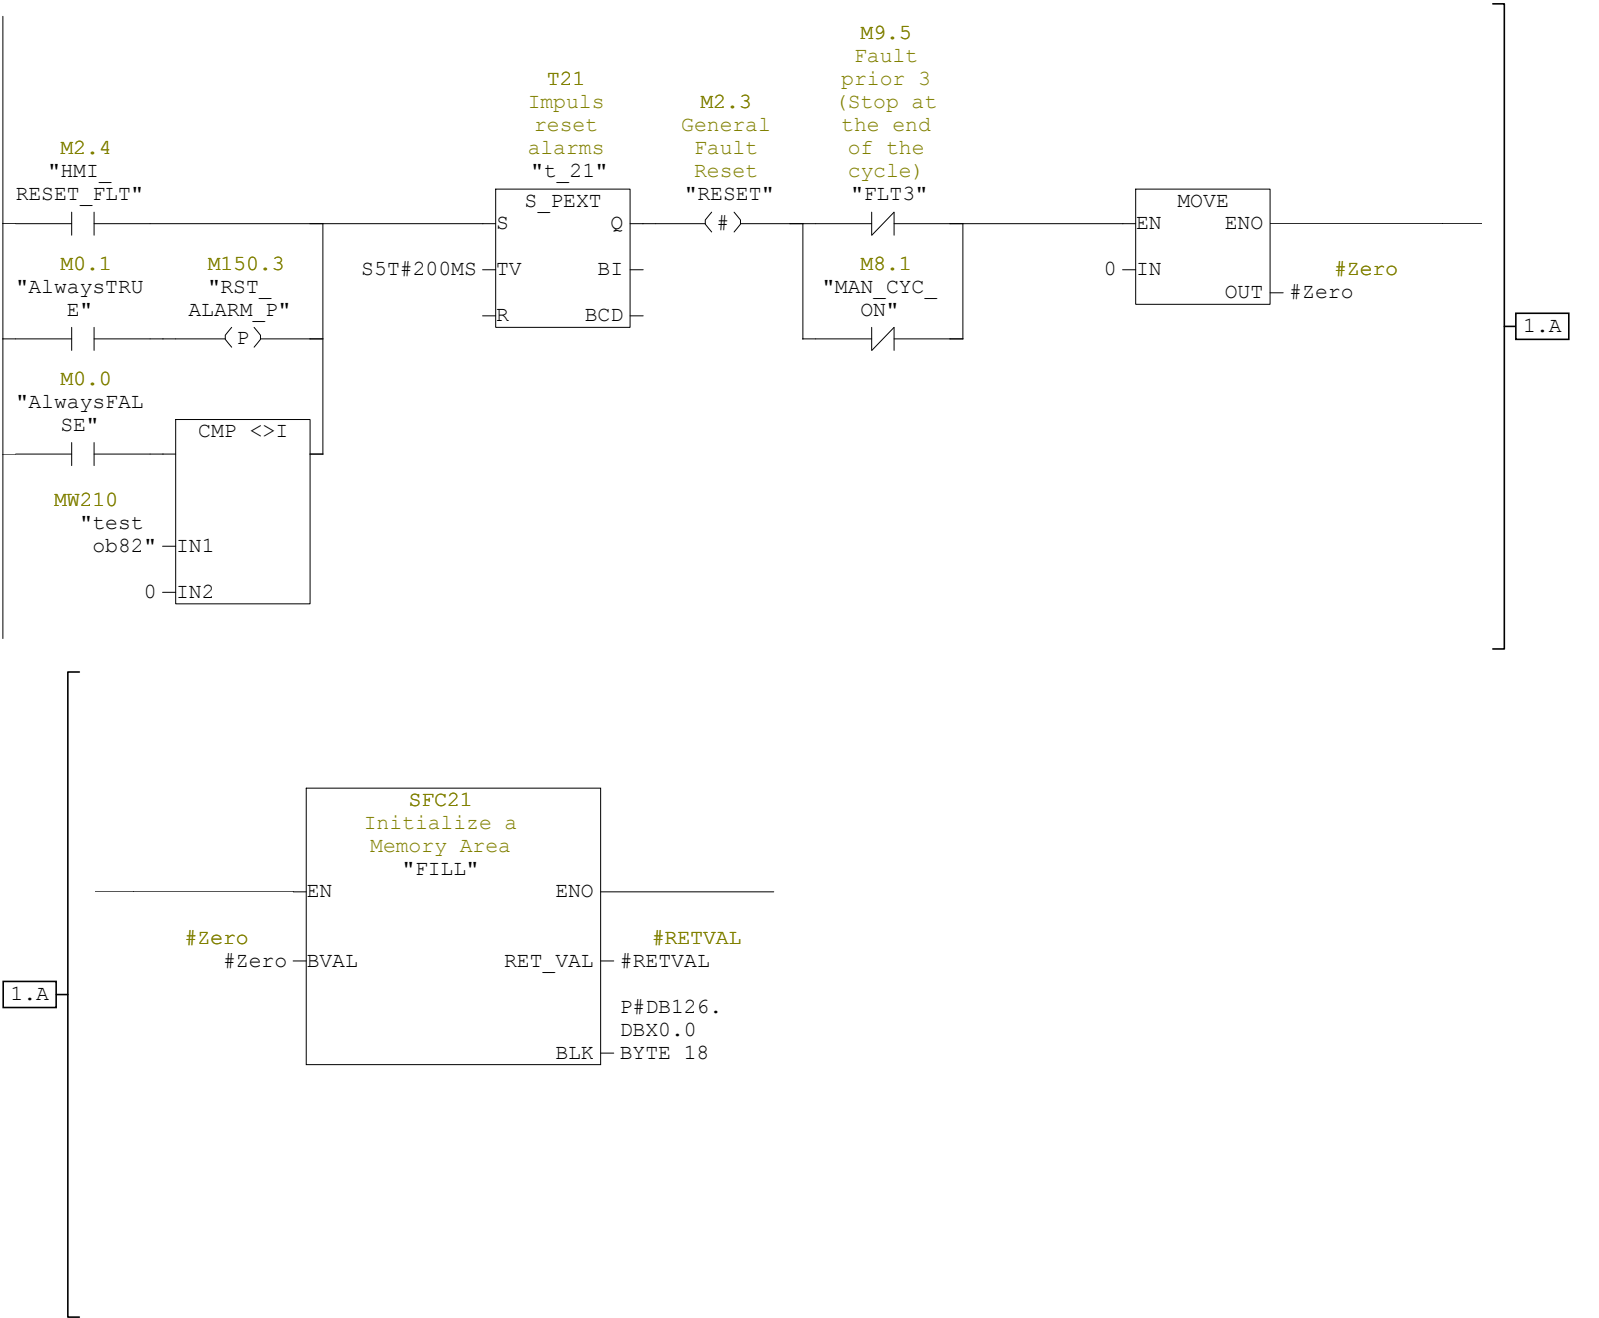 M2.4
"HMI_
RESET_FLT"
M0.1
"AlwaysTRU
E"
M150.3
"RST_
ALARM_P"
P
M0.0
"AlwaysFAL
SE"
CMP <>I
MW210
"test
ob82"
IN1
0
IN2
T21
Impuls
reset
alarms
"t_21"
S_PEXT
S
Q
S5T#200MS
TV
BI
R
BCD
M2.3
General
Fault
Reset
"RESET"
#
M9.5
Fault
prior 3
(Stop at
the end
of the
cycle)
"FLT3"
M8.1
"MAN_CYC_
ON"
MOVE
EN
ENO
0
IN
#Zero
OUT
#Zero
1.A
1.A
SFC21
Initialize a
Memory Area
"FILL"
EN
ENO
#Zero
#Zero
BVAL
#RETVAL
RET_VAL
#RETVAL
P#DB126.
DBX0.0
BLK
BYTE 18